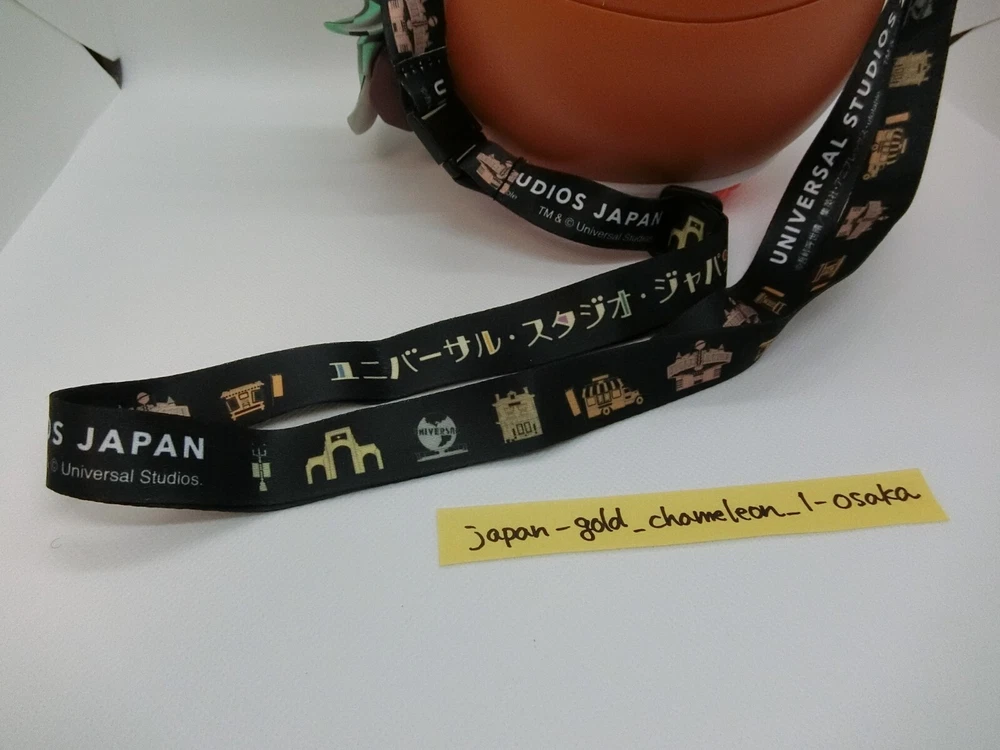 UDIOS JAPAN
TM & © Universal Studios
UNIVERSAL STUDIOS
ユニバーサル・スタジオ・ジャパ
S JAPAN
© Universal Studios.
UNIVERSA
japan-gold_chameleon_1-osaka